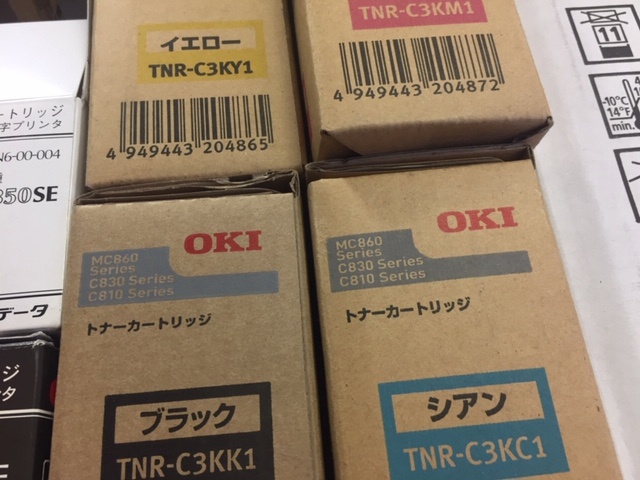 イエロー
TNR-C3KY1
4 949443 204865
TNR-C3KM1
4 949443 204872
11
-10°C
14°F
min.
ートリッジ
字プリンタ
N6-00-004
850SE
データ
OKI
MC860
Series
C830 Series
C810 Series
トナーカートリッジ
ブラック
TNR-C3KK1
OKI
MC860
Series
C830 Series
C810 Series
トナーカートリッジ
シアン
TNR-C3KC1